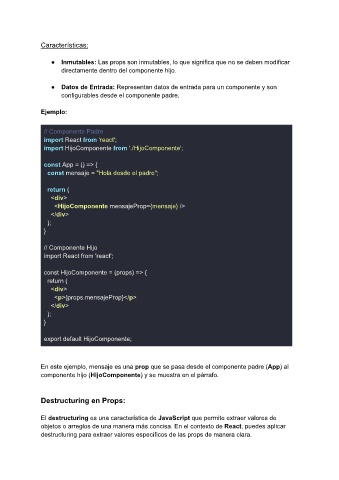 Características:
● Inmutables: Las props son inmutables, lo que significa que no se deben modificar
directamente dentro del componente hijo.
● Datos de Entrada: Representan datos de entrada para un componente y son
configurables desde el componente padre.
Ejemplo:
// Componente Padre
import React from 'react';
import HijoComponente from './HijoComponente';
const App = () => {
const mensaje = "Hola desde el padre";
return (
<div>
<HijoComponente mensajeProp={mensaje} />
</div>
);
}
// Componente Hijo
import React from 'react';
const HijoComponente = (props) => {
return (
<div>
<p>{props.mensajeProp}</p>
</div>
);
}
export default HijoComponente;
En este ejemplo, mensaje es una prop que se pasa desde el componente padre (App) al
componente hijo (HijoComponente) y se muestra en el párrafo.
Destructuring en Props:
El destructuring es una característica de JavaScript que permite extraer valores de
objetos o arreglos de una manera más concisa. En el contexto de React, puedes aplicar
destructuring para extraer valores específicos de las props de manera clara.